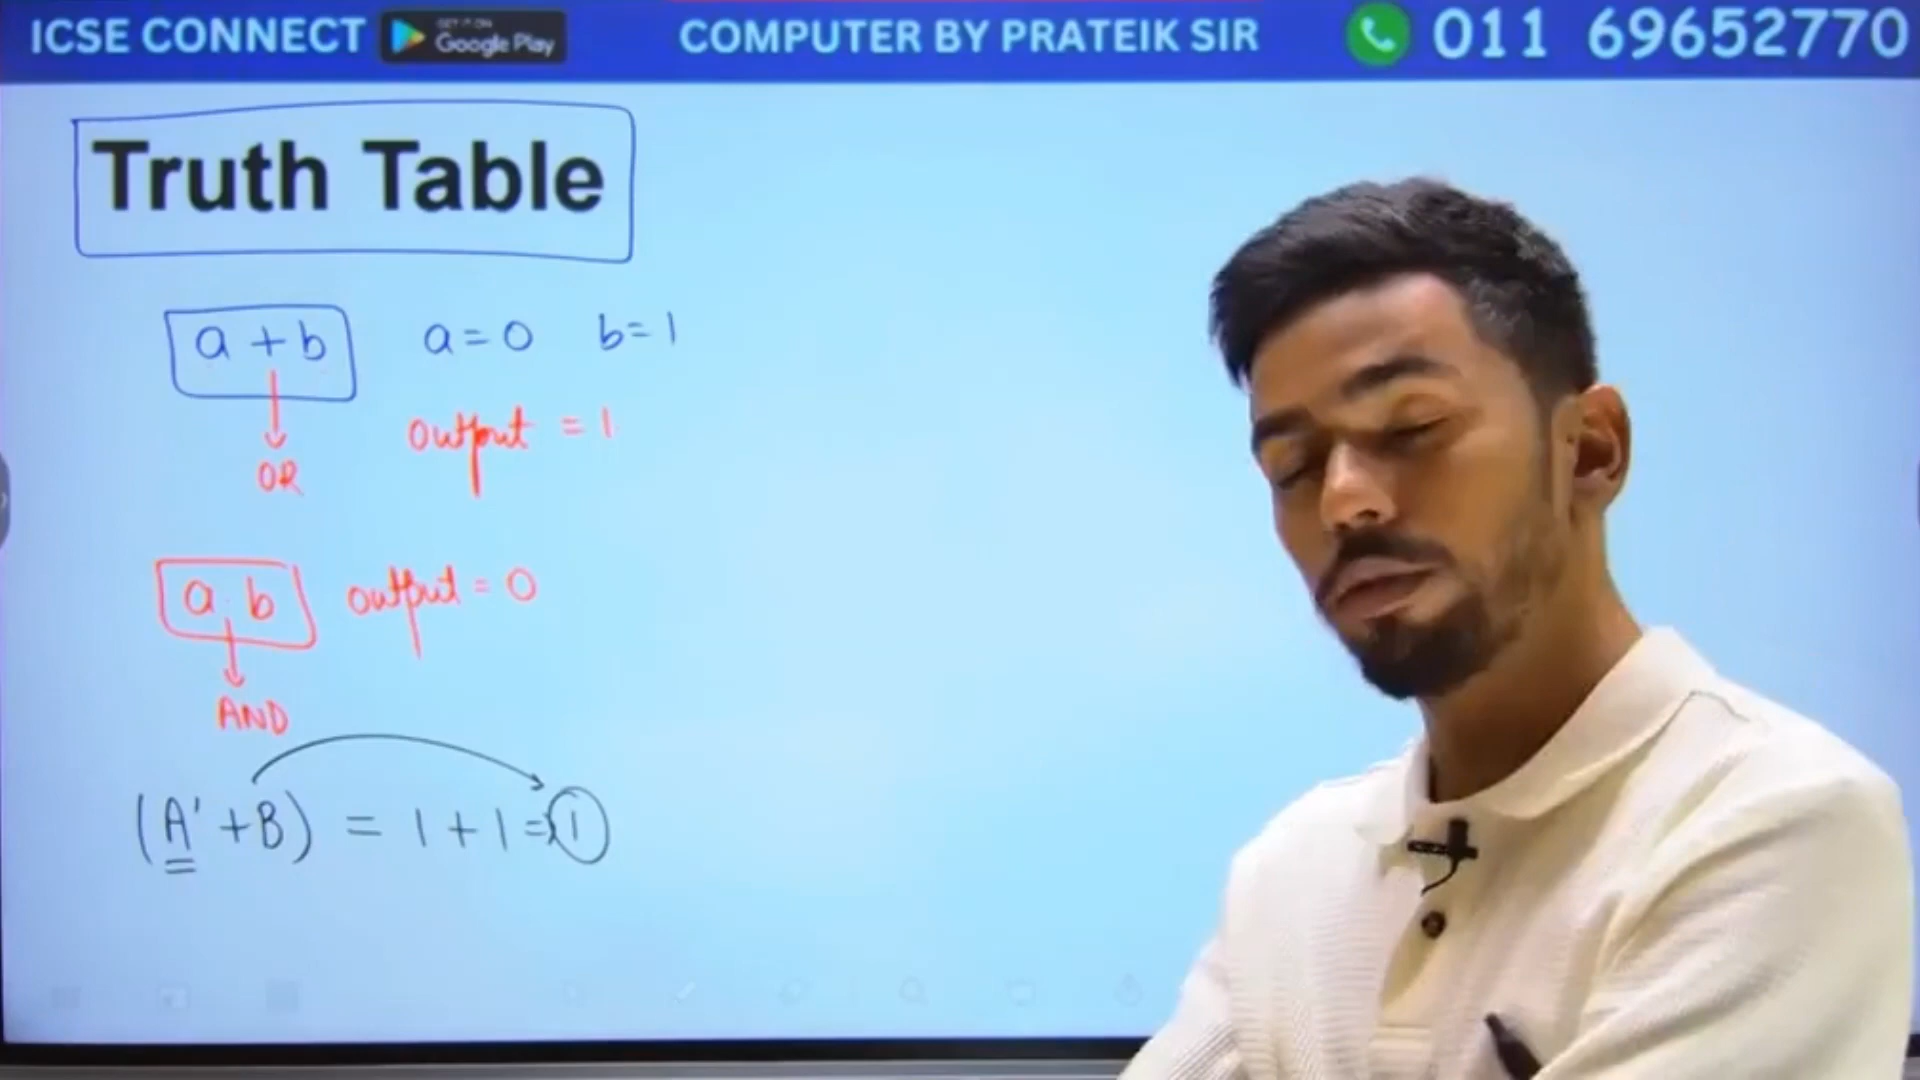 ICSE CONNECT GET IT ON Google Play COMPUTER BY PRATEIK SIR 011 69652770
Truth Table
a + b a = 0 b = 1
output = 1
OR
a . b output = 0
AND
(A' + B) = 1 + 1 = 1